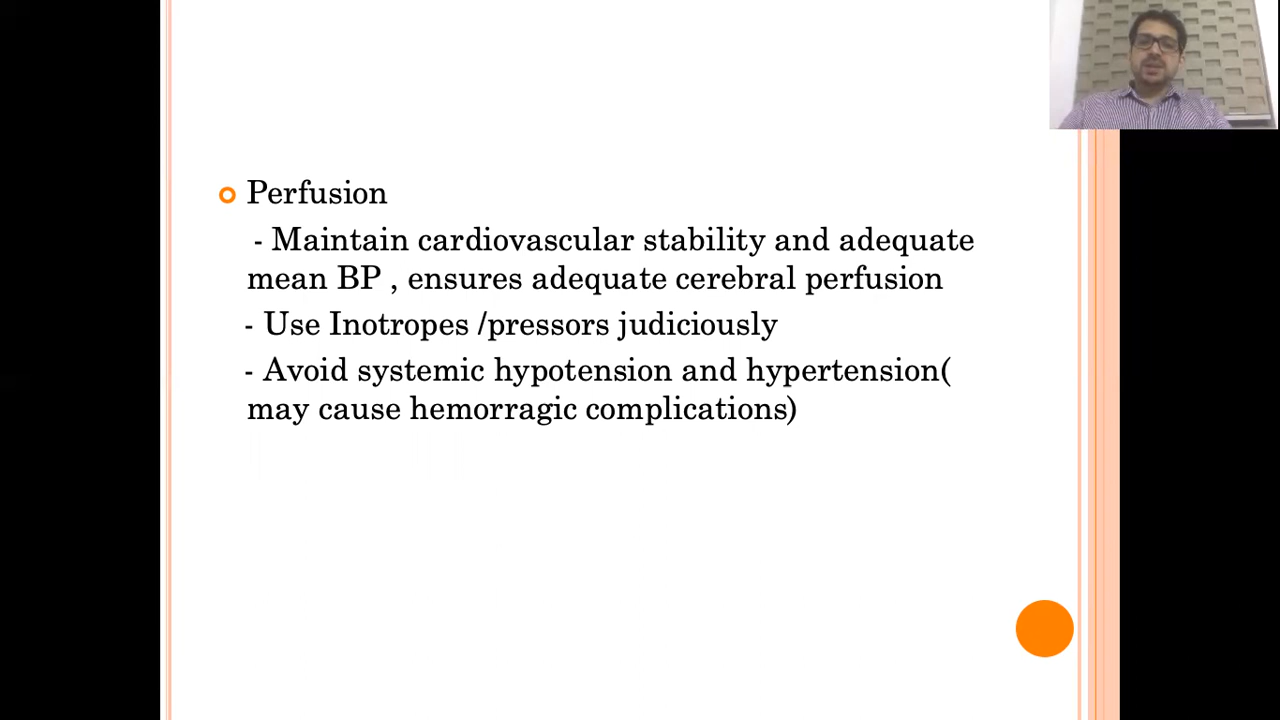 Perfusion
- Maintain cardiovascular stability and adequate
mean BP , ensures adequate cerebral perfusion
- Use Inotropes /pressors judiciously
- Avoid systemic hypotension and hypertension(
may cause hemorragic complications)